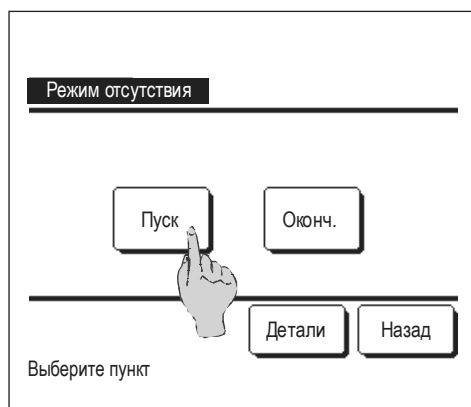 Режим отсутствия
Пуск
Оконч.
Детали
Назад
Выберите пункт